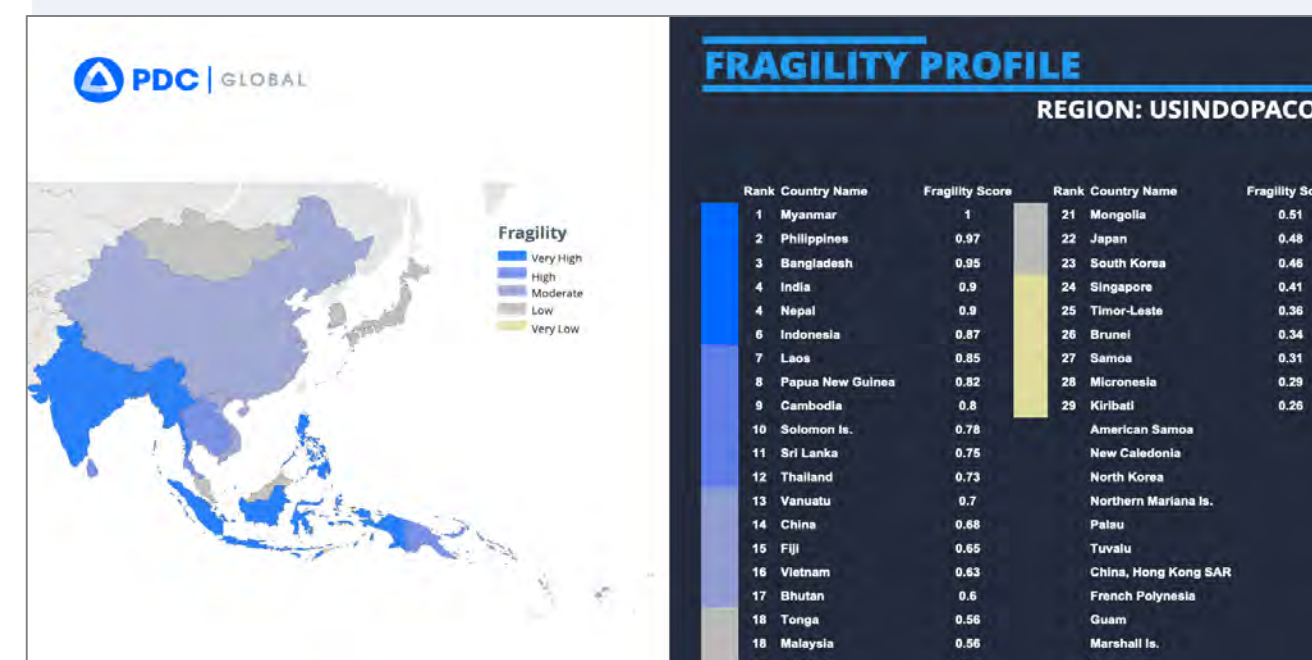 PDC | GLOBAL
Fragility
Very High
High
Moderate
Low
Very Low
FRAGILITY PROFILE
REGION: USINDOPACO
Rank Country Name Fragility Score Rank Country Name Fragility Sc
1 Myanmar 1 21 Mongolia 0.51
2 Philippines 0.97 22 Japan 0.48
3 Bangladesh 0.95 23 South Korea 0.46
4 India 0.9 24 Singapore 0.41
4 Nepal 0.9 25 Timor-Leste 0.36
6 Indonesia 0.87 26 Brunei 0.34
7 Laos 0.85 27 Samoa 0.31
8 Papua New Guinea 0.82 28 Micronesia 0.29
9 Cambodia 0.8 29 Kiribati 0.26
10 Solomon Is. 0.78 American Samoa
11 Sri Lanka 0.75 New Caledonia
12 Thailand 0.73 North Korea
13 Vanuatu 0.7 Northern Mariana Is.
14 China 0.68 Palau
15 Fiji 0.65 Tuvalu
16 Vietnam 0.63 China, Hong Kong SAR
17 Bhutan 0.6 French Polynesia
18 Tonga 0.56 Guam
18 Malaysia 0.56 Marshall Is.